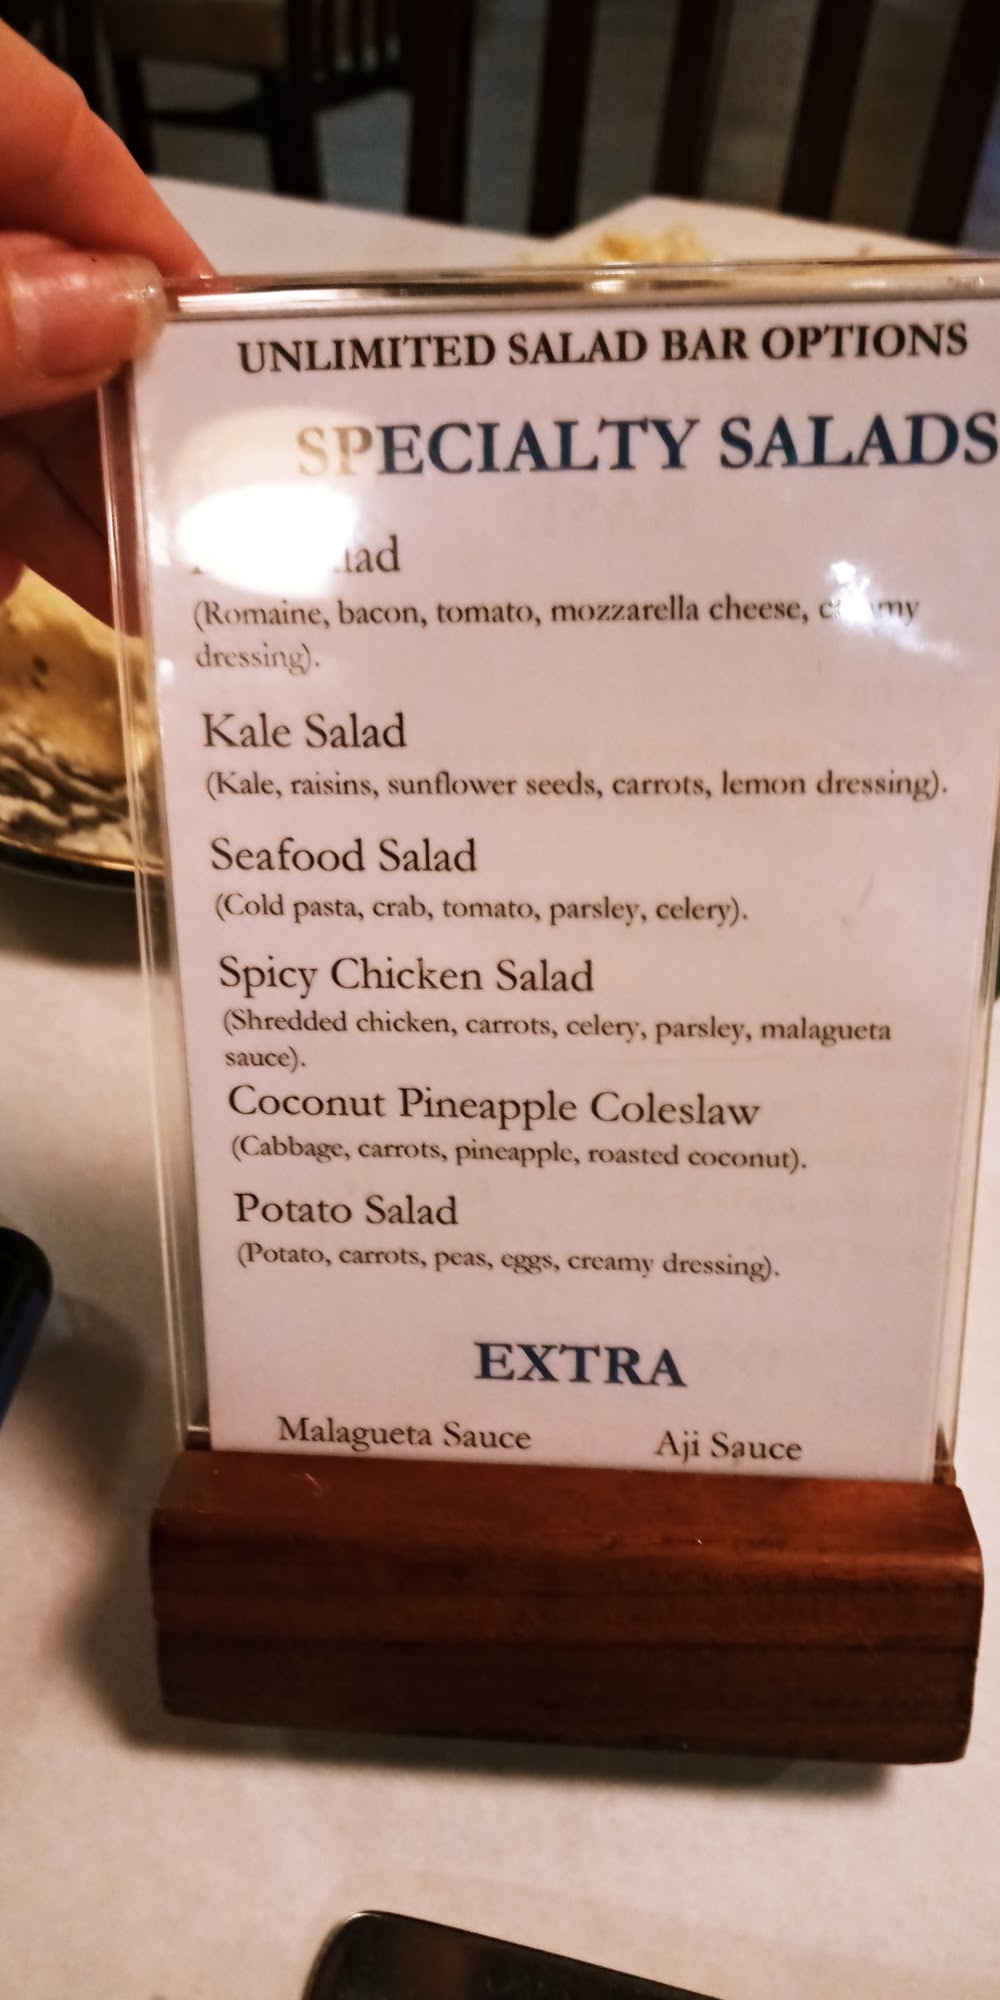 UNLIMITED SALAD BAR OPTIONS
SPECIALTY SALADS
(Romaine, bacon, tomato, mozzarella cheese, creamy
dressing).
Kale Salad
(Kale, raisins, sunflower seeds, carrots, lemon dressing).
Seafood Salad
(Cold pasta, crab, tomato, parsley, celery).
Spicy Chicken Salad
(Shredded chicken, carrots, celery, parsley, malagueta
sauce).
Coconut Pineapple Coleslaw
(Cabbage, carrots, pineapple, roasted coconut).
Potato Salad
(Potato, carrots, peas, eggs, creamy dressing).
EXTRA
Malagueta Sauce Aji Sauce